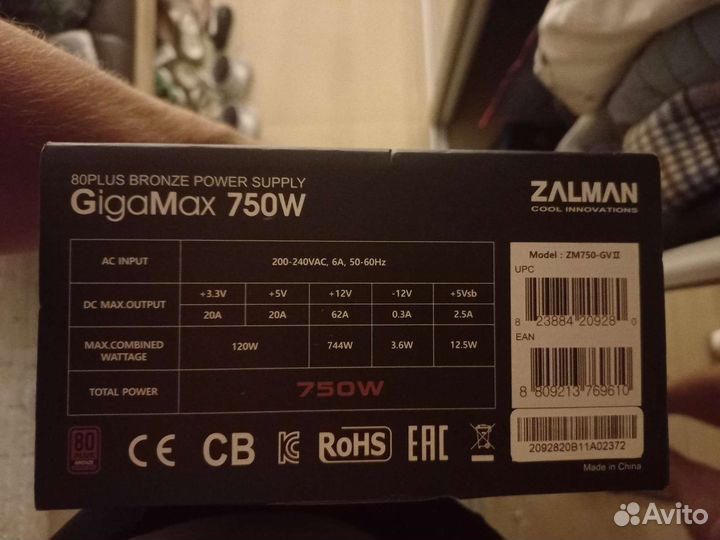 80PLUS BRONZE POWER SUPPLY
GigaMax 750W
ZALMAN
COOL INNOVATIONS
AC INPUT 200-240VAC, 6A, 50-60Hz
DC MAX.OUTPUT +3.3V +5V +12V -12V +5Vsb
20A 20A 62A 0.3A 2.5A
MAX.COMBINED WATTAGE 120W 744W 3.6W 12.5W
TOTAL POWER 750W
Model : ZM750-GVII
UPC
8 23884 20928 0
EAN
8 809213 769610
2092820B11A02372
Made in China
80
PLUS
BRONZE
CE CB RoHS EAC
Avito